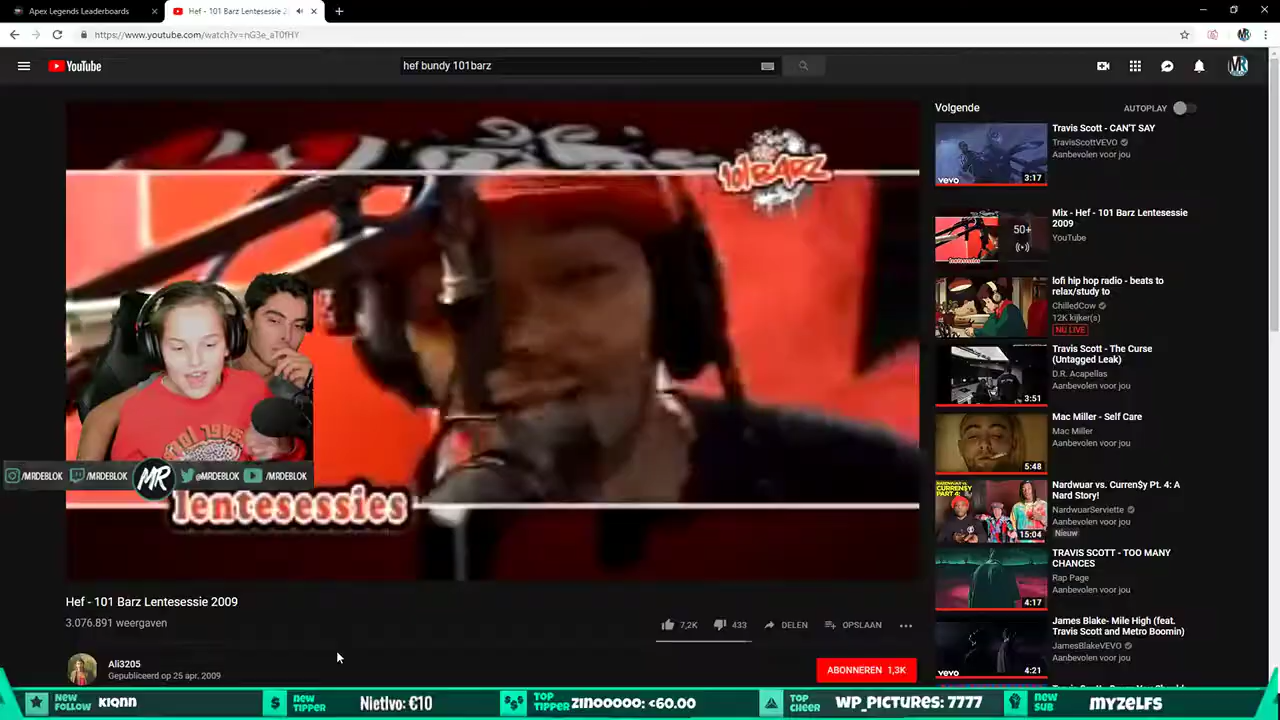 Apex Legends Leaderboards
Hef - 101 Barz Lentesessie 2
https://www.youtube.com/watch?v=nG3e_aT0fHY
YouTube
hef bundy 101barz
MR
101BARZ
lentesessies
/MRDEBLOK
/MRDEBLOK
MR
@MRDEBLOK
/MRDEBLOK
Hef - 101 Barz Lentesessie 2009
3.076.891 weergaven
7,2K
433
DELEN
OPSLAAN
Ali3205
Gepubliceerd op 25 apr. 2009
ABONNEREN 1,3K
Volgende
AUTOPLAY
Travis Scott - CAN'T SAY
TravisScottVEVO
Aanbevolen voor jou
vevo
3:17
Mix - Hef - 101 Barz Lentesessie
2009
YouTube
50+
lofi hip hop radio - beats to
relax/study to
ChilledCow
12K kijker(s)
NU LIVE
Travis Scott - The Curse
(Untagged Leak)
D.R. Acapellas
Aanbevolen voor jou
3:51
Mac Miller - Self Care
Mac Miller
Aanbevolen voor jou
5:48
Nardwuar vs. Curren$y Pt. 4: A
Nard Story!
NardwuarServiette
Aanbevolen voor jou
Nieuw
NARDWUAR VS. CURREN$Y
PART 4:
15:04
TRAVIS SCOTT - TOO MANY
CHANCES
Rap Page
Aanbevolen voor jou
4:17
James Blake- Mile High (feat.
Travis Scott and Metro Boomin)
JamesBlakeVEVO
4:21
NEW
FOLLOW
KIQNN
NEW
TIPPER
Nietivo: €10
TOP
TIPPER
ZINOOOOO: €60.00
TOP
CHEER
WP_PICTURES: 7777
NEW
SUB
MYZELFS